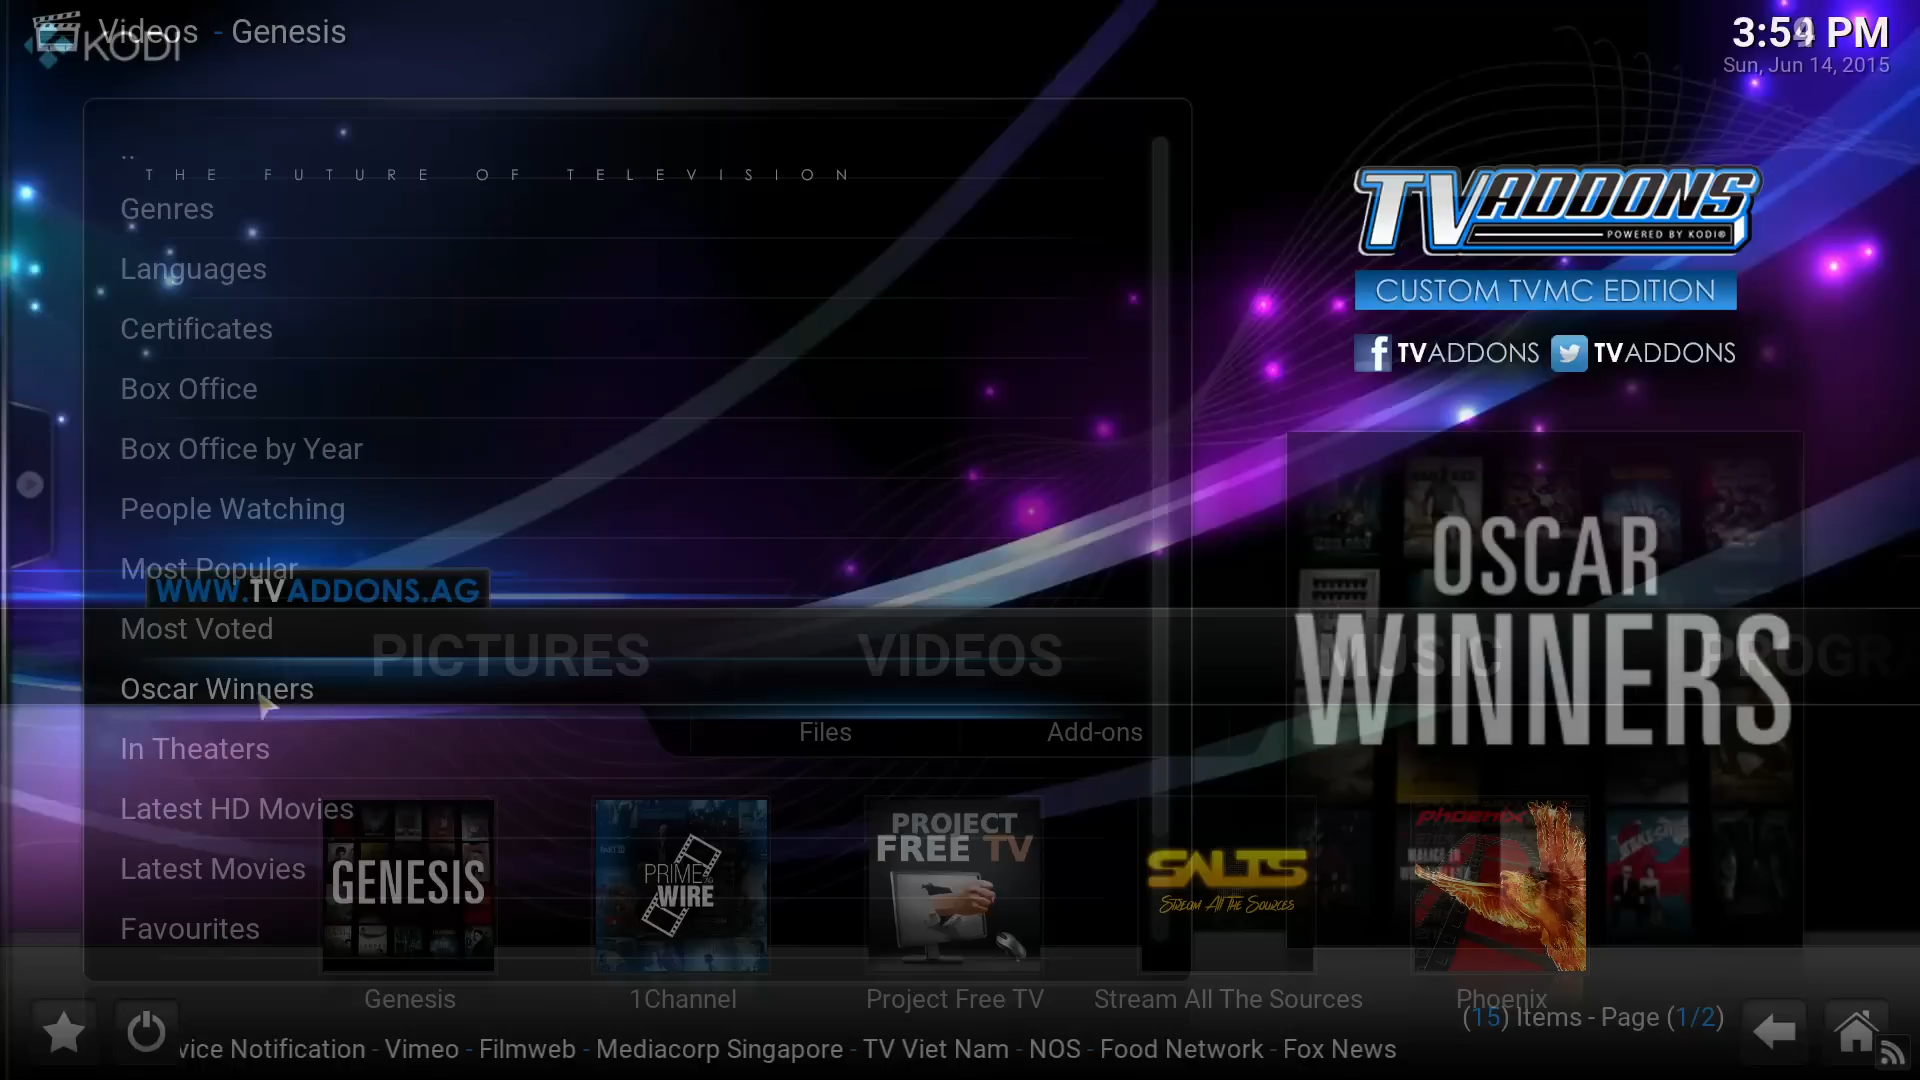 Videos - Genesis
KODI
3:54 PM
Sun, Jun 14, 2015
..
THE FUTURE OF TELEVISION
Genres
Languages
Certificates
Box Office
Box Office by Year
People Watching
Most Popular
WWW.TVADDONS.AG
Most Voted
Oscar Winners
In Theaters
Latest HD Movies
Latest Movies
Favourites
TVADDONS
POWERED BY KODI®
CUSTOM TVMC EDITION
TVADDONS
TVADDONS
OSCAR
WINNERS
PICTURES
VIDEOS
MUSIC
PROGRA
Files
Add-ons
GENESIS
PRIME
WIRE
PROJECT
FREE TV
SALTS
STREAM ALL THE SOURCES
phoenix
Genesis
1Channel
Project Free TV
Stream All The Sources
Phoenix
(15) Items - Page (1/2)
vice Notification - Vimeo - Filmweb - Mediacorp Singapore - TV Viet Nam - NOS - Food Network - Fox News